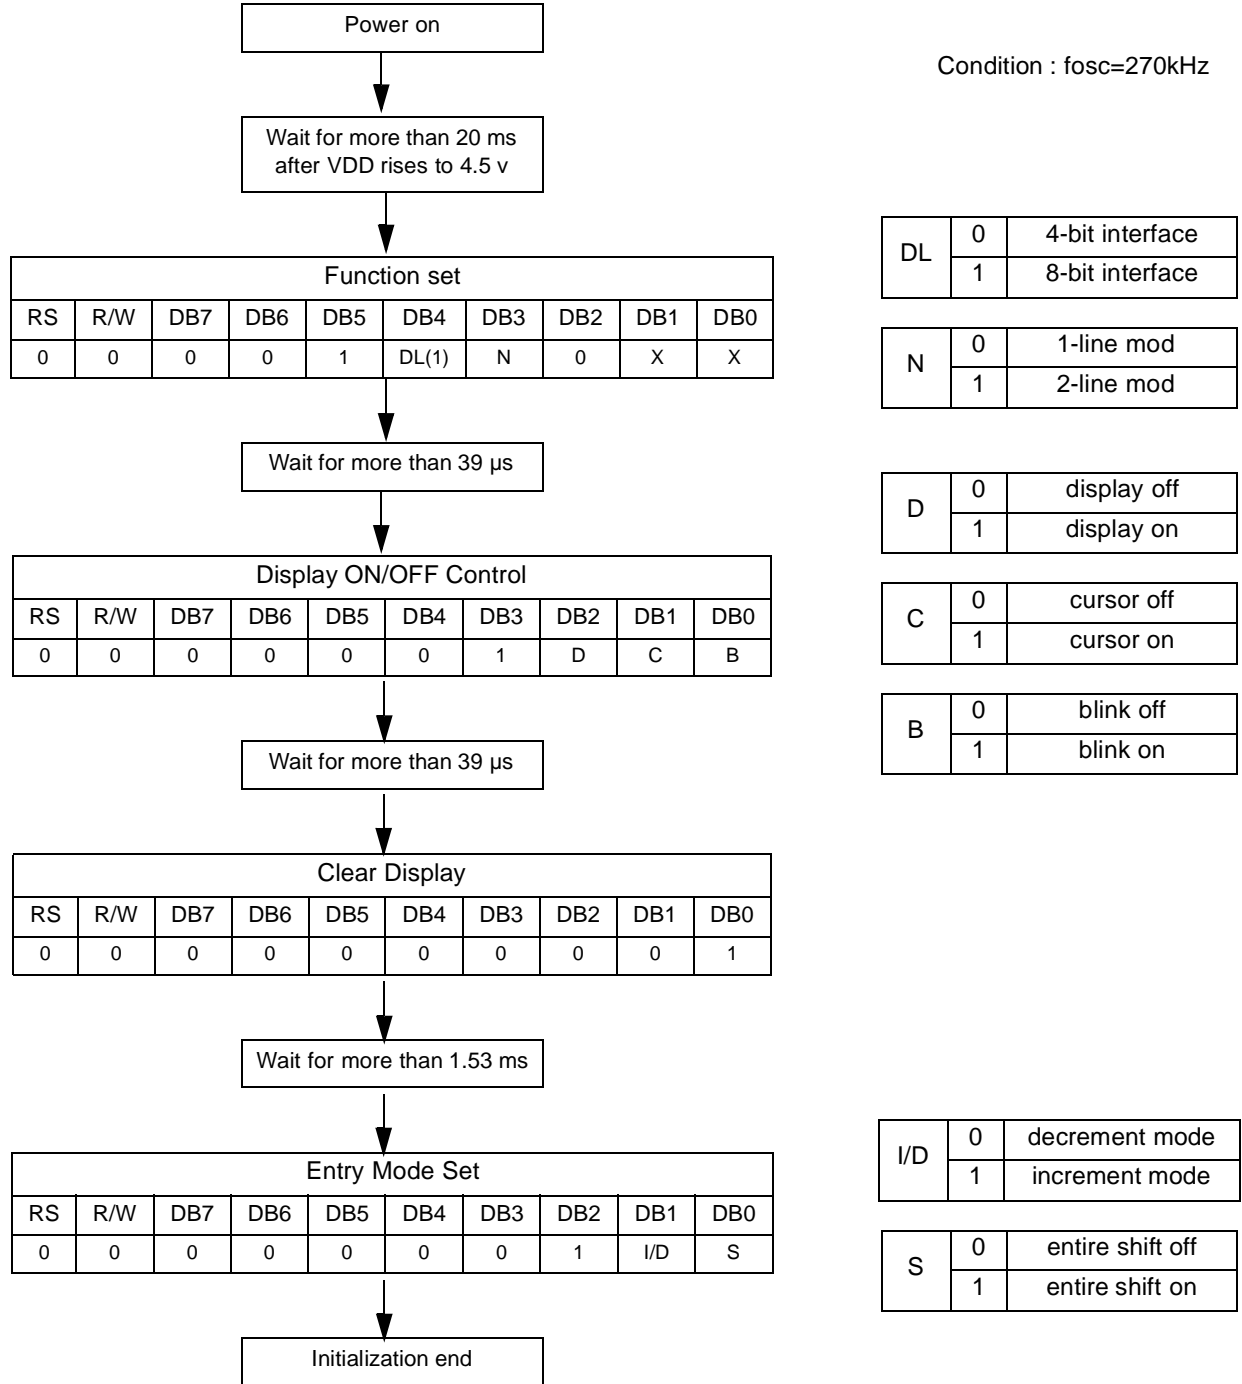 Power on
Condition : fosc=270kHz
Wait for more than 20 ms
after VDD rises to 4.5 v
Function set
RS R/W DB7 DB6 DB5 DB4 DB3 DB2 DB1 DB0
0 0 0 0 1 DL(1) N 0 X X
DL 0 4-bit interface
1 8-bit interface
N 0 1-line mod
1 2-line mod
Wait for more than 39 µs
Display ON/OFF Control
RS R/W DB7 DB6 DB5 DB4 DB3 DB2 DB1 DB0
0 0 0 0 0 0 1 D C B
D 0 display off
1 display on
C 0 cursor off
1 cursor on
B 0 blink off
1 blink on
Wait for more than 39 µs
Clear Display
RS R/W DB7 DB6 DB5 DB4 DB3 DB2 DB1 DB0
0 0 0 0 0 0 0 0 0 1
Wait for more than 1.53 ms
Entry Mode Set
RS R/W DB7 DB6 DB5 DB4 DB3 DB2 DB1 DB0
0 0 0 0 0 0 0 1 I/D S
I/D 0 decrement mode
1 increment mode
S 0 entire shift off
1 entire shift on
Initialization end